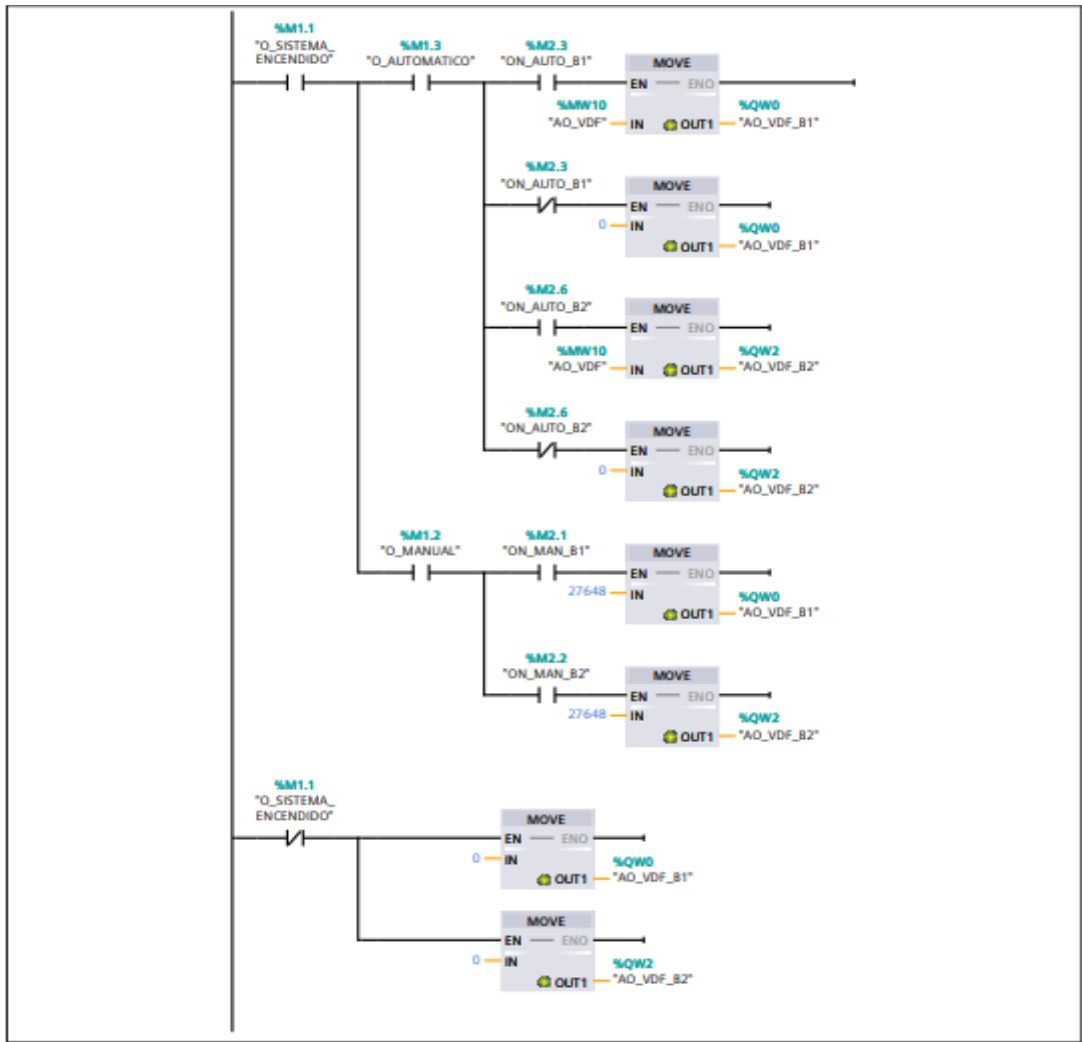 %M1.1
"O_SISTEMA_
ENCENDIDO"
%M1.3
"O_AUTOMATICO"
%M2.3
"ON_AUTO_B1"
MOVE
EN ENO
%MW10
"AO_VDF" IN OUT1
%QW0
"AO_VDF_B1"
%M2.3
"ON_AUTO_B1"
MOVE
EN ENO
0 IN
OUT1
%QW0
"AO_VDF_B1"
%M2.6
"ON_AUTO_B2"
MOVE
EN ENO
%MW10
"AO_VDF" IN OUT1
%QW2
"AO_VDF_B2"
%M2.6
"ON_AUTO_B2"
MOVE
EN ENO
0 IN
OUT1
%QW2
"AO_VDF_B2"
%M1.2
"O_MANUAL"
%M2.1
"ON_MAN_B1"
MOVE
EN ENO
27648 IN
OUT1
%QW0
"AO_VDF_B1"
%M2.2
"ON_MAN_B2"
MOVE
EN ENO
27648 IN
OUT1
%QW2
"AO_VDF_B2"
%M1.1
"O_SISTEMA_
ENCENDIDO"
MOVE
EN ENO
0 IN
OUT1
%QW0
"AO_VDF_B1"
MOVE
EN ENO
0 IN
OUT1
%QW2
"AO_VDF_B2"